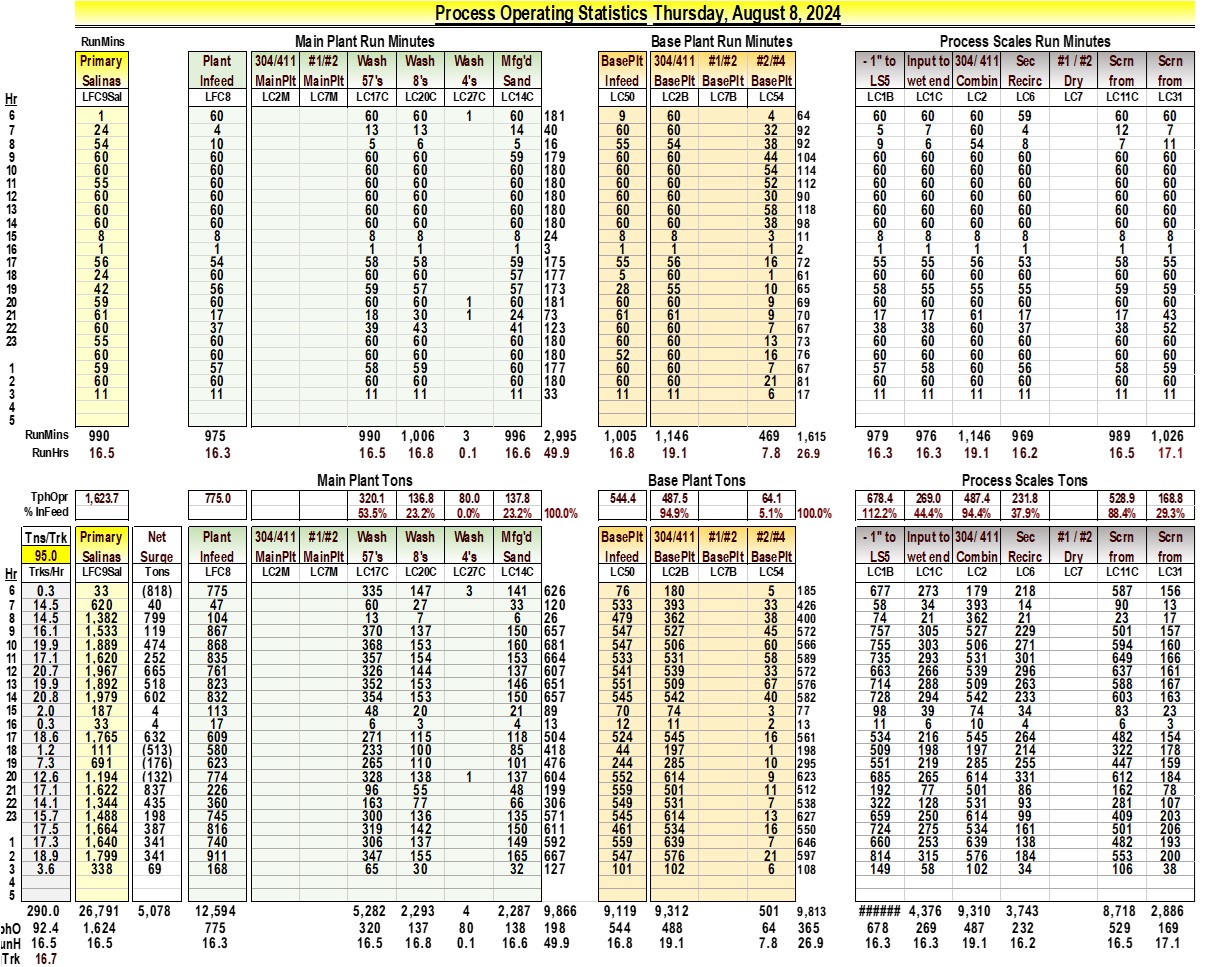 Process Operating Statistics Thursday, August 8, 2024
RunMins Main Plant Run Minutes Base Plant Run Minutes Process Scales Run Minutes
Primary Plant 304/411 #1/#2 Wash Wash Wash Mfg'd BasePlt 304/411 #1/#2 #2/#4 - 1" to Input to 304/ 411 Sec #1 / #2 Scrn Scrn
Salinas Infeed MainPlt MainPlt 57's 8's 4's Sand Infeed BasePlt BasePlt BasePlt LS5 wet end Combin Recirc Dry from from
Hr LFC9Sal LFC8 LC2M LC7M LC17C LC20C LC27C LC14C LC50 LC2B LC7B LC54 LC1B LC1C LC2 LC6 LC7 LC11C LC31
6 1 60 60 60 1 60 181 9 60 4 64 60 60 60 59 60 60
7 24 4 13 13 14 40 60 60 32 92 5 7 60 4 12 7
8 54 10 5 6 5 16 55 54 38 92 9 6 54 8 7 11
9 60 60 60 60 59 179 60 60 44 104 60 60 60 60 60 60
10 60 60 60 60 60 180 60 60 54 114 60 60 60 60 60 60
11 55 60 60 60 60 180 60 60 52 112 60 60 60 60 60 60
12 60 60 60 60 60 180 60 60 30 90 60 60 60 60 60 60
13 60 60 60 60 60 180 60 60 58 118 60 60 60 60 60 60
14 60 60 60 60 60 180 60 60 38 98 60 60 60 60 60 60
15 8 8 8 8 8 24 8 8 3 11 8 8 8 8 8 8
16 1 1 1 1 1 3 1 1 1 2 1 1 1 1 1 1
17 56 54 58 58 59 175 55 56 16 72 55 55 56 53 58 55
18 24 60 60 60 57 177 5 60 1 61 60 60 60 60 60 60
19 42 56 59 57 57 173 28 55 10 65 58 55 55 55 59 59
20 59 60 60 60 1 60 181 60 60 9 69 60 60 60 60 60 60
21 61 17 18 30 1 24 73 61 61 9 70 17 17 61 17 17 43
22 60 37 39 43 41 123 60 60 7 67 38 38 60 37 38 52
23 55 60 60 60 60 180 60 60 13 73 60 60 60 60 60 60
60 60 60 60 60 180 52 60 16 76 60 60 60 60 60 60
1 59 57 58 59 60 177 60 60 7 67 57 58 60 56 58 59
2 60 60 60 60 60 180 60 60 21 81 60 60 60 60 60 60
3 11 11 11 11 11 33 11 11 6 17 11 11 11 11 11 11
4
5
RunMins 990 975 990 1,006 3 996 2,995 1,005 1,146 469 1,615 979 976 1,146 969 989 1,026
RunHrs 16.5 16.3 16.5 16.8 0.1 16.6 49.9 16.8 19.1 7.8 26.9 16.3 16.3 19.1 16.2 16.5 17.1
Main Plant Tons Base Plant Tons Process Scales Tons
TphOpr 1,623.7 775.0 320.1 136.8 80.0 137.8 544.4 487.5 64.1 678.4 269.0 487.4 231.8 528.9 168.8
% InFeed 53.5% 23.2% 0.0% 23.2% 100.0% 94.9% 5.1% 100.0% 112.2% 44.4% 94.4% 37.9% 88.4% 29.3%
Tns/Trk Primary Net Plant 304/411 #1/#2 Wash Wash Wash Mfg'd BasePlt 304/411 #1/#2 #2/#4 - 1" to Input to 304/ 411 Sec #1 / #2 Scrn Scrn
95.0 Salinas Surge Infeed MainPlt MainPlt 57's 8's 4's Sand Infeed BasePlt BasePlt BasePlt LS5 wet end Combin Recirc Dry from from
Hr Trks/Hr LFC9Sal Tons LFC8 LC2M LC7M LC17C LC20C LC27C LC14C LC50 LC2B LC7B LC54 LC1B LC1C LC2 LC6 LC7 LC11C LC31
6 0.3 33 (818) 775 335 147 3 141 626 76 180 5 185 677 273 179 218 587 156
7 14.5 620 40 47 60 27 33 120 533 393 33 426 58 34 393 14 90 13
8 14.5 1,382 799 104 13 7 6 26 479 362 38 400 74 21 362 21 23 17
9 16.1 1,533 119 867 370 137 150 657 547 527 45 572 757 305 527 229 501 157
10 19.9 1,889 474 868 368 153 160 681 547 506 60 566 755 303 506 271 594 160
11 17.1 1,620 252 835 357 154 153 664 533 531 58 589 735 293 531 301 649 166
12 20.7 1,967 665 761 326 144 137 607 541 539 33 572 663 266 539 296 637 161
13 19.9 1,892 518 823 352 153 146 651 551 509 67 576 714 288 509 263 588 167
14 20.8 1,979 602 832 354 153 150 657 545 542 40 582 728 294 542 233 603 163
15 2.0 187 4 113 48 20 21 89 70 74 3 77 98 39 74 34 83 23
16 0.3 33 4 17 6 3 4 13 12 11 2 13 11 6 10 4 6 3
17 18.6 1,765 632 609 271 115 118 504 524 545 16 561 534 216 545 264 482 154
18 1.2 111 (513) 580 233 100 85 418 44 197 1 198 509 198 197 214 322 178
19 7.3 691 (176) 623 265 110 101 476 244 285 10 295 551 219 285 255 447 159
20 12.6 1,194 (132) 774 328 138 1 137 604 552 614 9 623 685 265 614 331 612 184
21 17.1 1,622 837 226 96 55 48 199 559 501 11 512 192 77 501 86 162 78
22 14.1 1,344 435 360 163 77 66 306 549 531 7 538 322 128 531 93 281 107
23 15.7 1,488 198 745 300 136 135 571 545 614 13 627 659 250 614 99 409 203
17.5 1,664 387 816 319 142 150 611 461 534 16 550 724 275 534 161 501 206
1 17.3 1,640 341 740 306 137 149 592 559 639 7 646 660 253 639 138 482 193
2 18.9 1,799 341 911 347 155 165 667 547 576 21 597 814 315 576 184 553 200
3 3.6 338 69 168 65 30 32 127 101 102 6 108 149 58 102 34 106 38
4
5
290.0 26,791 5,078 12,594 5,282 2,293 4 2,287 9,866 9,119 9,312 501 9,813 ###### 4,376 9,310 3,743 8,718 2,886
phO 92.4 1,624 775 320 137 80 138 198 544 488 64 365 678 269 487 232 529 169
unH 16.5 16.5 16.3 16.5 16.8 0.1 16.6 49.9 16.8 19.1 7.8 26.9 16.3 16.3 19.1 16.2 16.5 17.1
Trk 16.7